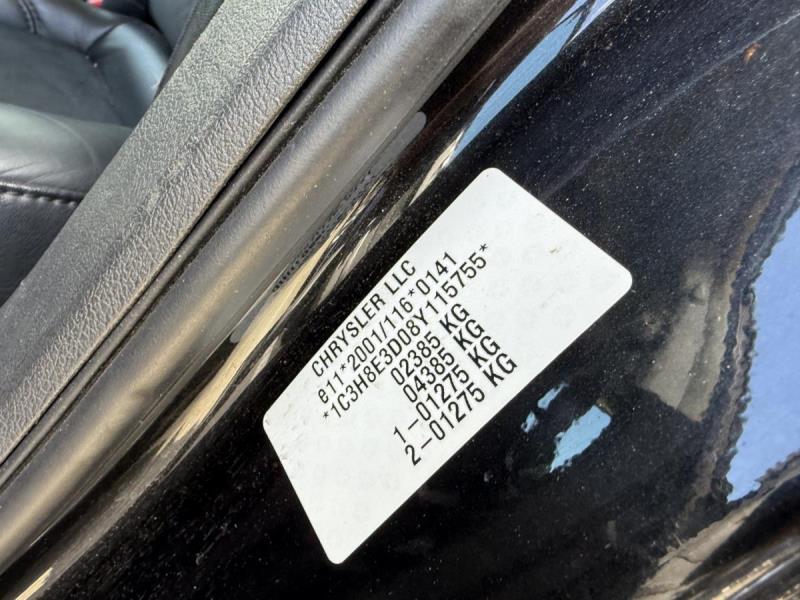 CHRYSLER LLC
e11*2001/116*0141
*1C3H8E3D08Y115755*
02385 KG
04385 KG
1-01275 KG
2-01275 KG